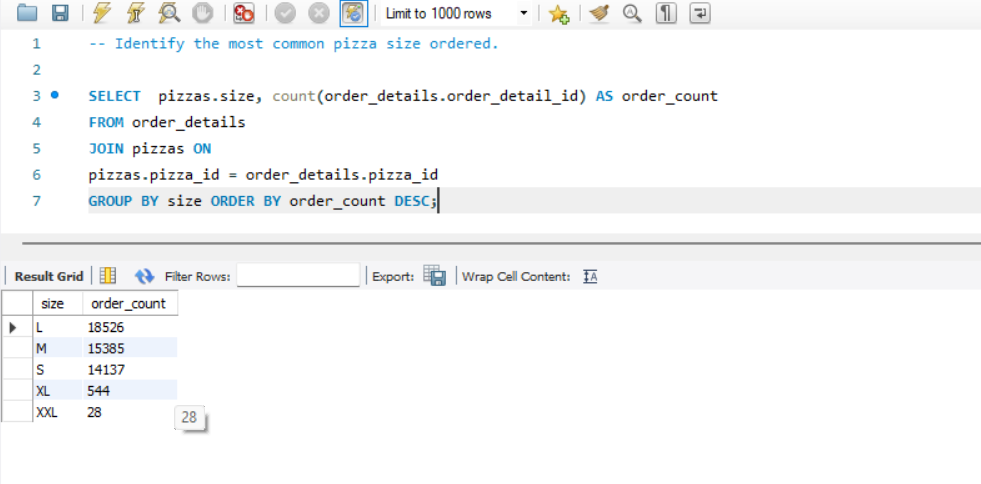 Limit to 1000 rows
1 -- Identify the most common pizza size ordered.
2
3 SELECT  pizzas.size, count(order_details.order_detail_id) AS order_count
4 FROM order_details
5 JOIN pizzas ON
6 pizzas.pizza_id = order_details.pizza_id
7 GROUP BY size ORDER BY order_count DESC;
Result Grid Filter Rows: Export: Wrap Cell Content: IA
size order_count
L 18526
M 15385
S 14137
XL 544
XXL 28
28